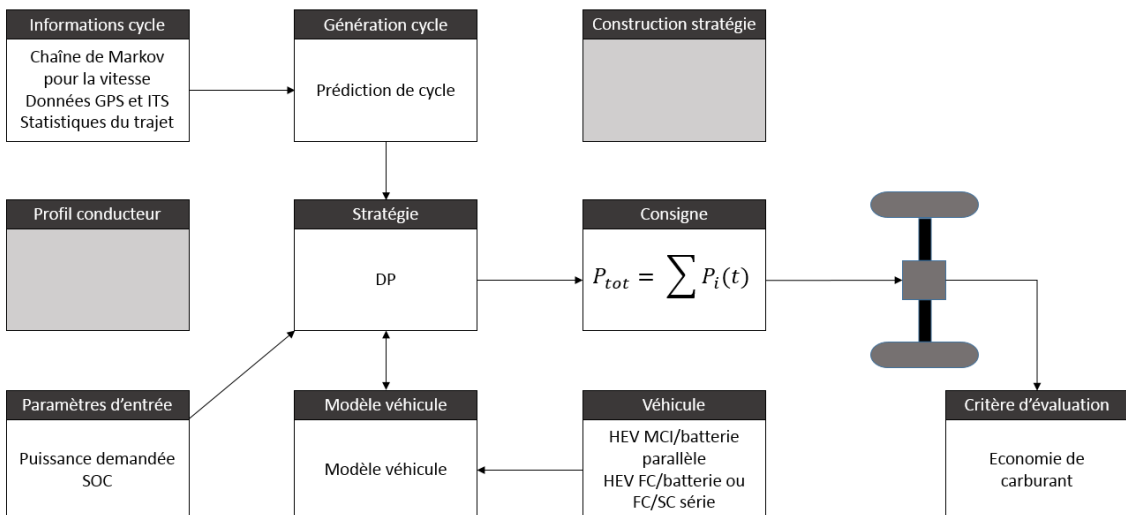 Informations cycle
Chaîne de Markov
pour la vitesse
Données GPS et ITS
Statistiques du trajet
Génération cycle
Prédiction de cycle
Construction stratégie
Profil conducteur
Stratégie
DP
Consigne
P_{tot} = ∑ P_i(t)
Paramètres d'entrée
Puissance demandée
SOC
Modèle véhicule
Modèle véhicule
Véhicule
HEV MCI/batterie
parallèle
HEV FC/batterie ou
FC/SC série
Critère d'évaluation
Economie de
carburant